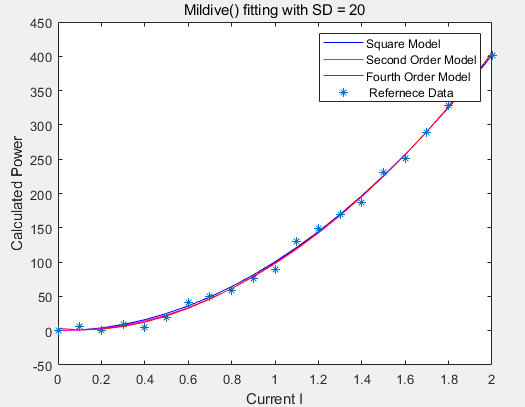 Mildive() fitting with SD = 20
450
400
350
300
250
200
150
100
50
0
-50
Calculated Power
Square Model
Second Order Model
Fourth Order Model
Refernece Data
0 0.2 0.4 0.6 0.8 1 1.2 1.4 1.6 1.8 2
Current I